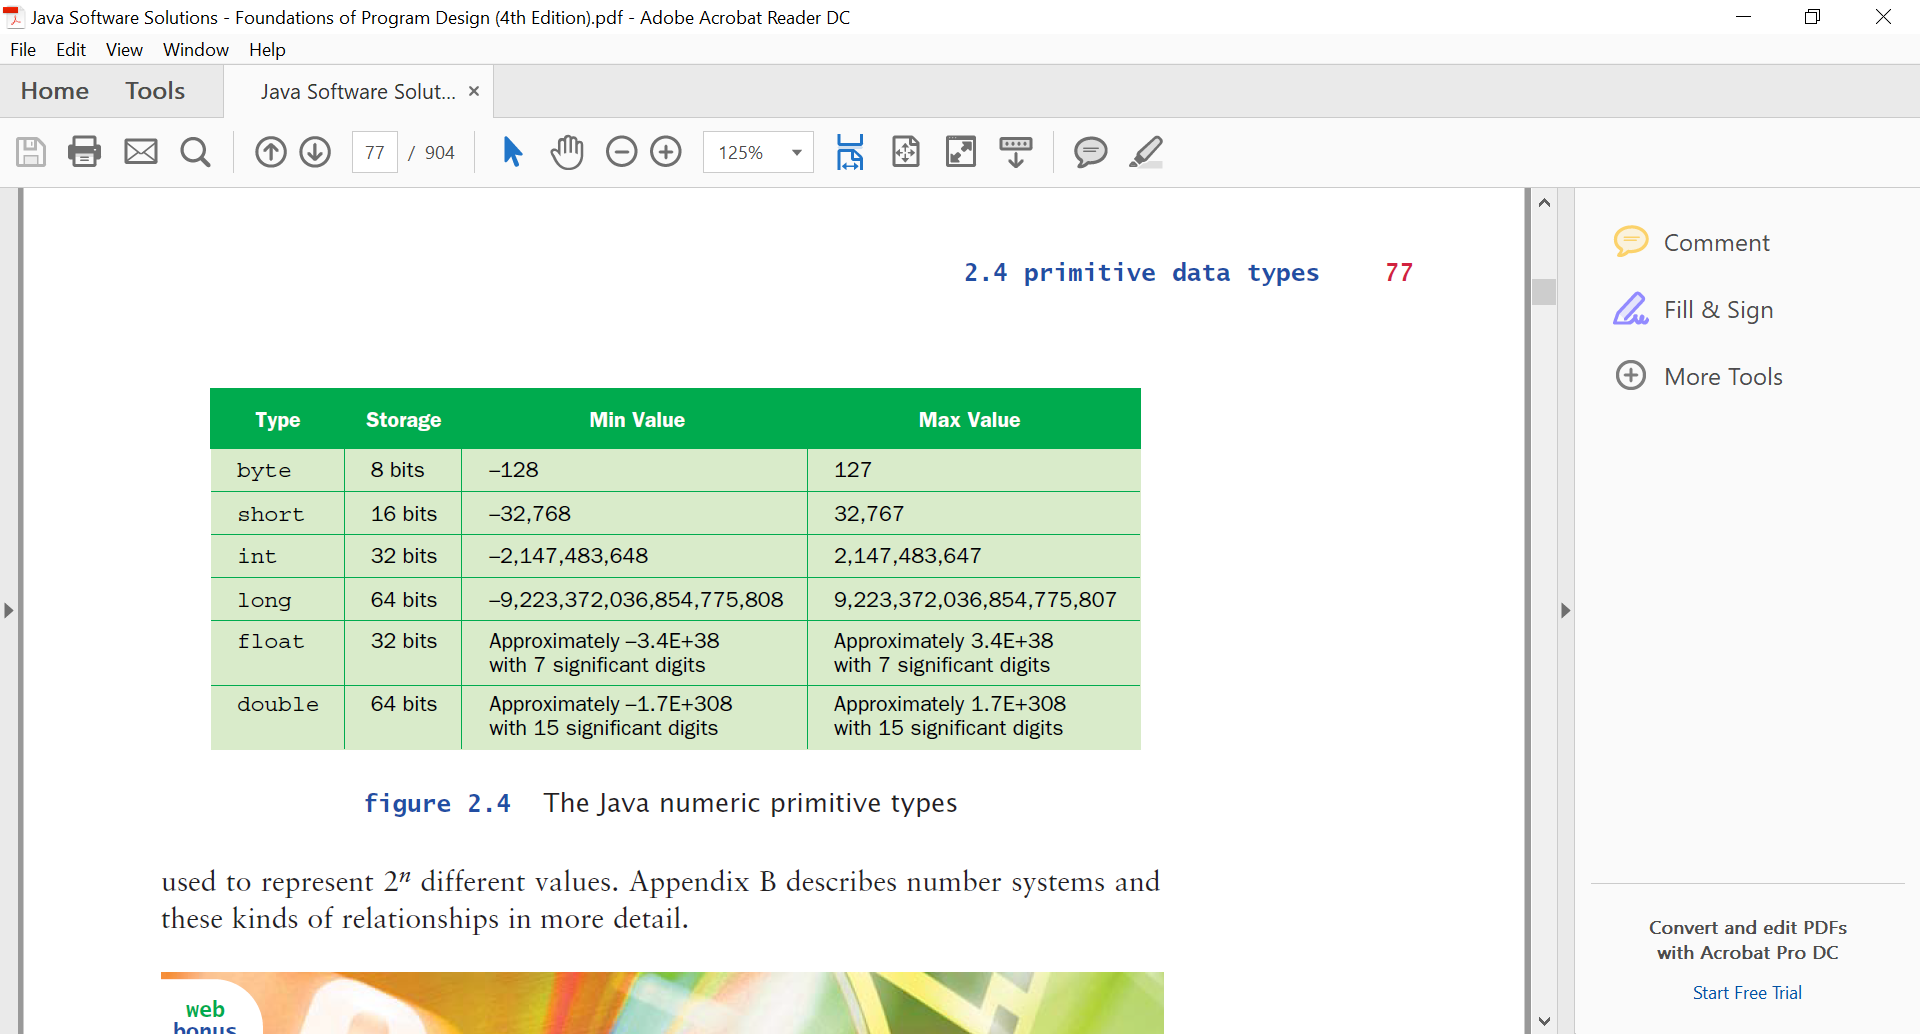 Java Software Solutions - Foundations of Program Design (4th Edition).pdf - Adobe Acrobat Reader DC
File Edit View Window Help
Home Tools Java Software Solut... ×
77 / 904 125%
2.4 primitive data types 77
Type Storage Min Value Max Value
byte 8 bits –128 127
short 16 bits –32,768 32,767
int 32 bits –2,147,483,648 2,147,483,647
long 64 bits –9,223,372,036,854,775,808 9,223,372,036,854,775,807
float 32 bits Approximately –3.4E+38 Approximately 3.4E+38
with 7 significant digits with 7 significant digits
double 64 bits Approximately –1.7E+308 Approximately 1.7E+308
with 15 significant digits with 15 significant digits
figure 2.4 The Java numeric primitive types
used to represent 2ⁿ different values. Appendix B describes number systems and
these kinds of relationships in more detail.
web
bonus
Comment
Fill & Sign
More Tools
Convert and edit PDFs
with Acrobat Pro DC
Start Free Trial